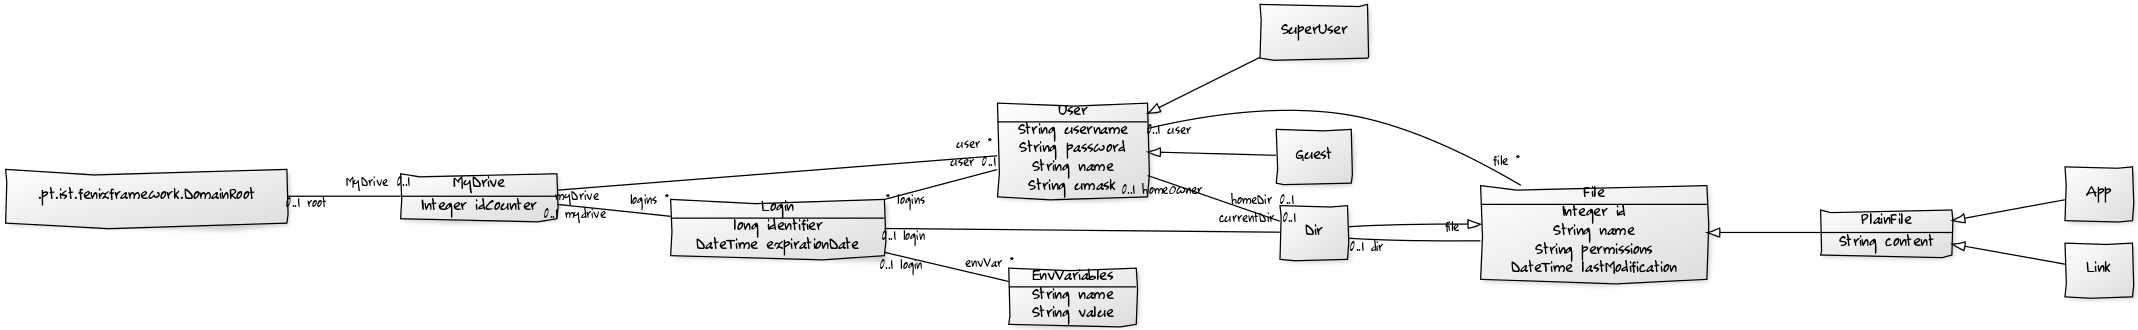 SuperUser
User
String username
String password
String name
String umask
0..1 user
Guest
file *
user *
user 0..1
0..1 homeOwner
homeDir 0..1
currentDir 0..1
.pt.ist.fenixframework.DomainRoot
0..1 root
MyDrive 0..1
MyDrive
Integer idCounter
myDrive
0..1 mydrive
logins *
* logins
Login
long identifier
DateTime expirationDate
0..1 login
0..1 login
envVar *
EnvVariables
String name
String value
Dir
file
0..1 dir
File
Integer id
String name
String permissions
DateTime lastModification
PlainFile
String content
App
Link